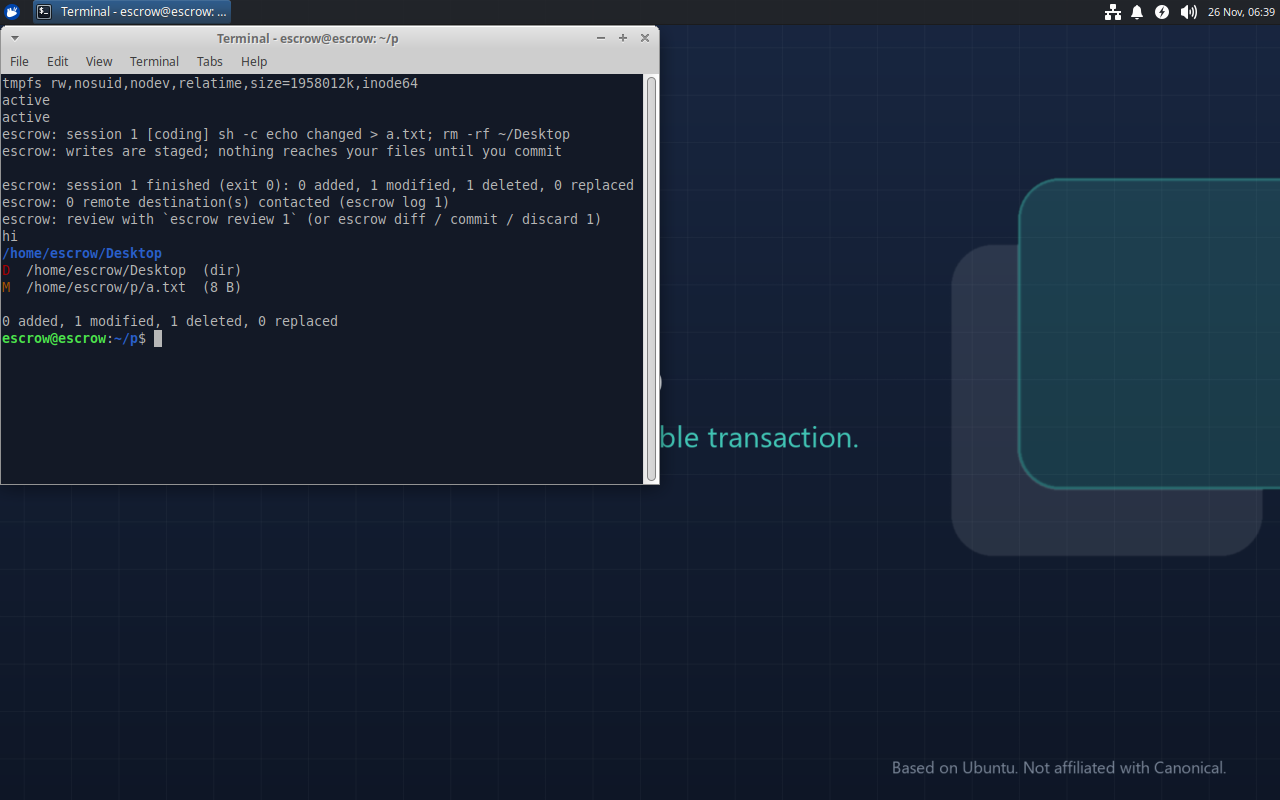 Terminal - escrow@escrow: ...
26 Nov, 06:39
Terminal - escrow@escrow: ~/p
File Edit View Terminal Tabs Help
tmpfs rw,nosuid,nodev,relatime,size=1958012k,inode64
active
active
escrow: session 1 [coding] sh -c echo changed > a.txt; rm -rf ~/Desktop
escrow: writes are staged; nothing reaches your files until you commit
escrow: session 1 finished (exit 0): 0 added, 1 modified, 1 deleted, 0 replaced
escrow: 0 remote destination(s) contacted (escrow log 1)
escrow: review with `escrow review 1` (or escrow diff / commit / discard 1)
hi
/home/escrow/Desktop
D  /home/escrow/Desktop  (dir)
M  /home/escrow/p/a.txt  (8 B)
0 added, 1 modified, 1 deleted, 0 replaced
escrow@escrow:~/p$
ble transaction.
Based on Ubuntu. Not affiliated with Canonical.